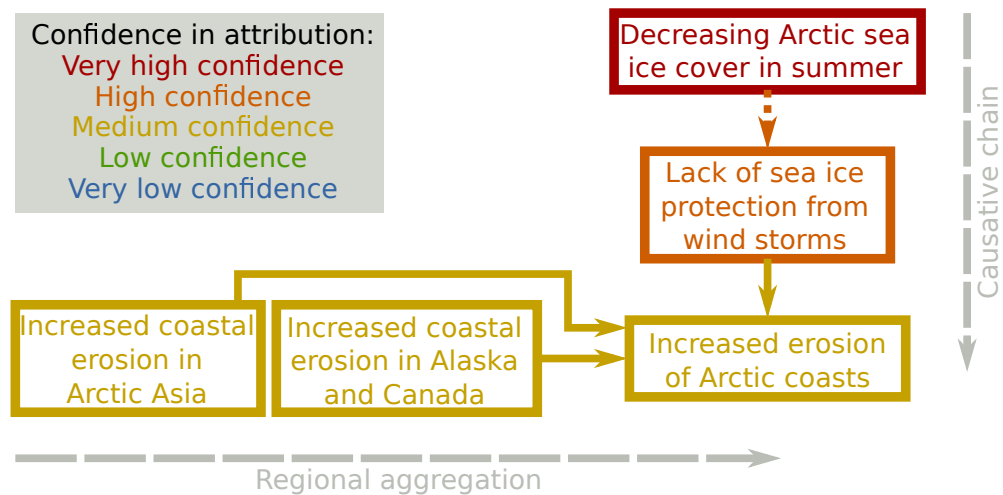 Confidence in attribution:
Very high confidence
High confidence
Medium confidence
Low confidence
Very low confidence
Decreasing Arctic sea
ice cover in summer
Lack of sea ice
protection from
wind storms
Causative chain
Increased coastal
erosion in
Arctic Asia
Increased coastal
erosion in Alaska
and Canada
Increased erosion
of Arctic coasts
Regional aggregation